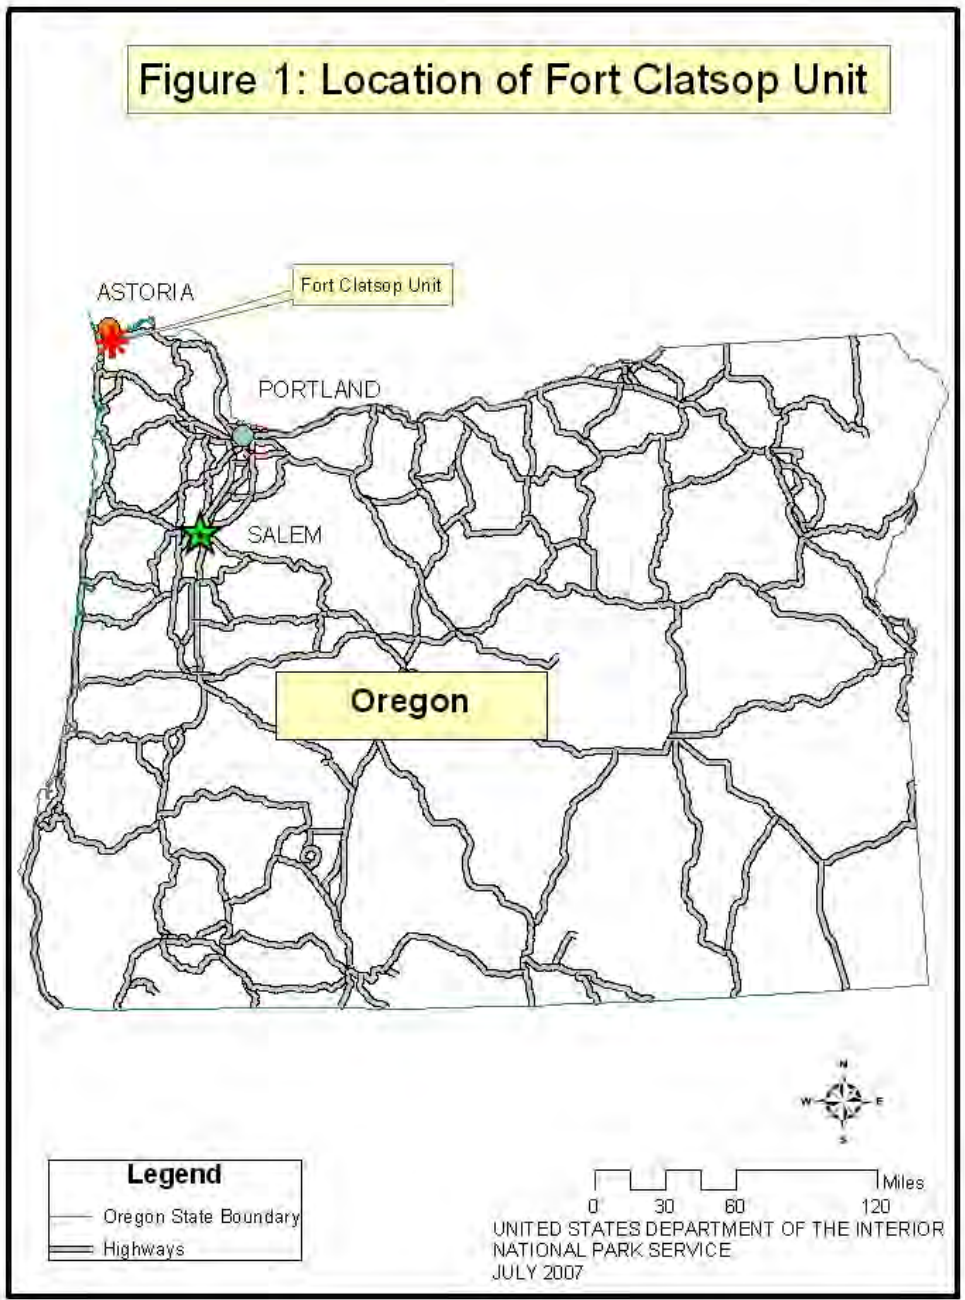 Figure 1: Location of Fort Clatsop Unit
ASTORIA
Fort Clatsop Unit
PORTLAND
SALEM
Oregon
N
W E
S
Legend
Oregon State Boundary
Highways
Miles
0 30 60 120
UNITED STATES DEPARTMENT OF THE INTERIOR
NATIONAL PARK SERVICE
JULY 2007